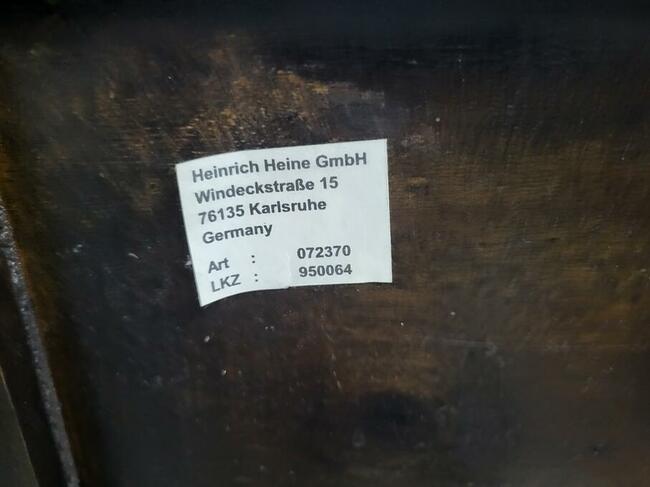 Heinrich Heine GmbH
Windeckstraße 15
76135 Karlsruhe
Germany
Art : 072370
LKZ : 950064